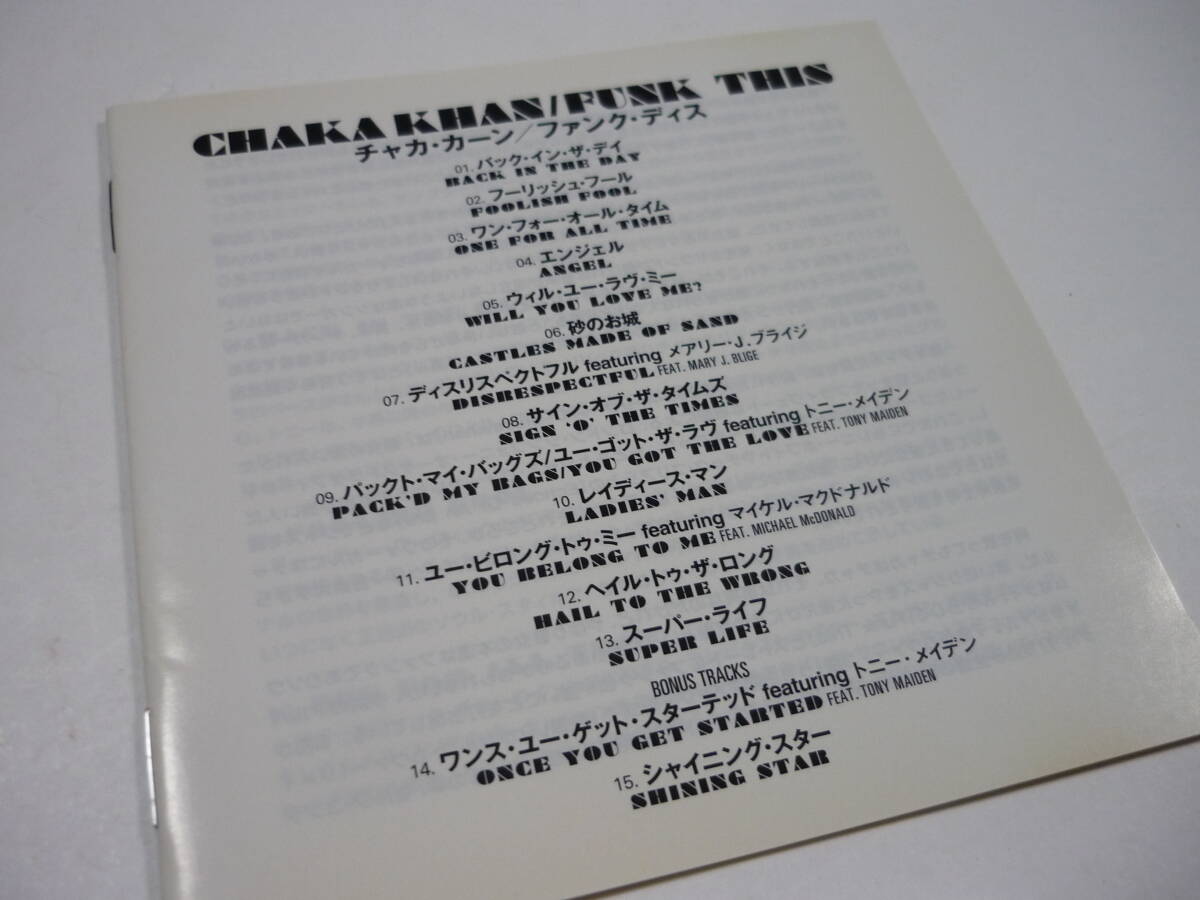 CHAKA KHAN/FUNK THIS
チャカ・カーン/ファンク・ディス
01. バック・イン・ザ・デイ
BACK IN THE DAY
02. フーリッシュ・フール
FOOLISH FOOL
03. ワン・フォー・オール・タイム
ONE FOR ALL TIME
04. エンジェル
ANGEL
05. ウィル・ユー・ラヴ・ミー
WILL YOU LOVE ME?
06. 砂のお城
CASTLES MADE OF SAND
07. ディスリスペクトフル featuring メアリー・J.ブライジ
DISRESPECTFUL FEAT. MARY J. BLIGE
08. サイン・オブ・ザ・タイムズ
SIGN 'O' THE TIMES
09. パックト・マイ・バッグズ/ユー・ゴット・ザ・ラヴ featuring トニー・メイデン
PACK'D MY BAGS/YOU GOT THE LOVE FEAT. TONY MAIDEN
10. レイディース・マン
LADIES' MAN
11. ユー・ビロング・トゥ・ミー featuring マイケル・マクドナルド
YOU BELONG TO ME FEAT. MICHAEL McDONALD
12. ヘイル・トゥ・ザ・ロング
HAIL TO THE WRONG
13. スーパー・ライフ
SUPER LIFE
BONUS TRACKS
14. ワンス・ユー・ゲット・スターテッド featuring トニー・メイデン
ONCE YOU GET STARTED FEAT. TONY MAIDEN
15. シャイニング・スター
SHINING STAR